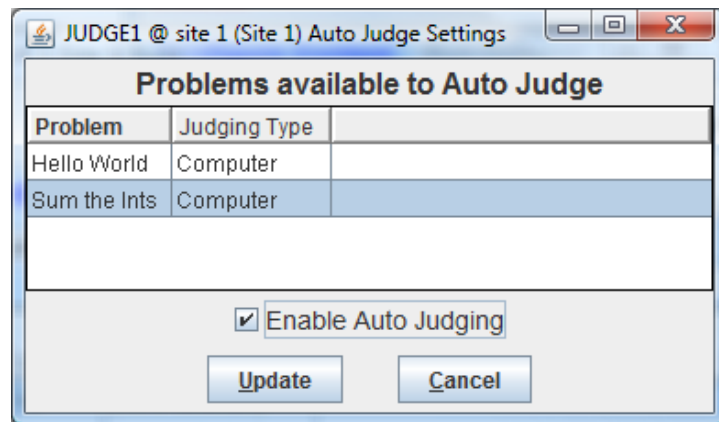 JUDGE1 @ site 1 (Site 1) Auto Judge Settings
Problems available to Auto Judge
Problem Judging Type
Hello World Computer
Sum the Ints Computer
Enable Auto Judging
Update Cancel